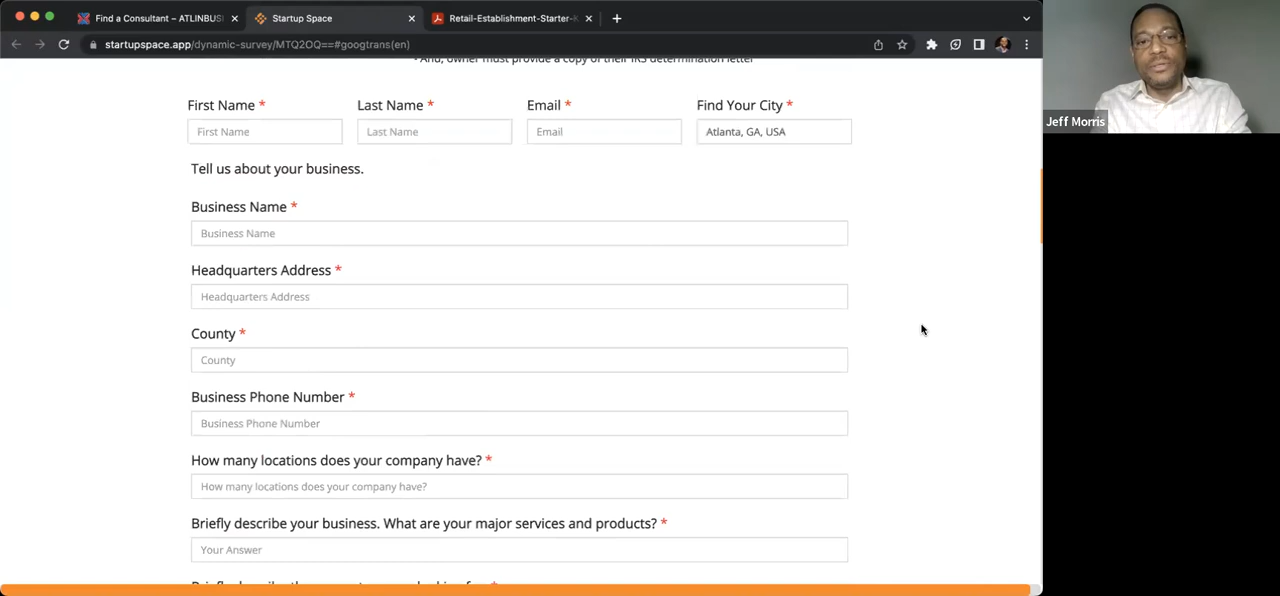 Find a Consultant – ATLINBUS
Startup Space
Retail-Establishment-Starter-K
startupspace.app/dynamic-survey/MTQ2OQ==#googtrans(en)
- And, owner must provide a copy of their IRS determination letter
First Name * Last Name * Email * Find Your City *
First Name Last Name Email Atlanta, GA, USA
Tell us about your business.
Business Name *
Business Name
Headquarters Address *
Headquarters Address
County *
County
Business Phone Number *
Business Phone Number
How many locations does your company have? *
How many locations does your company have?
Briefly describe your business. What are your major services and products? *
Your Answer
Jeff Morris